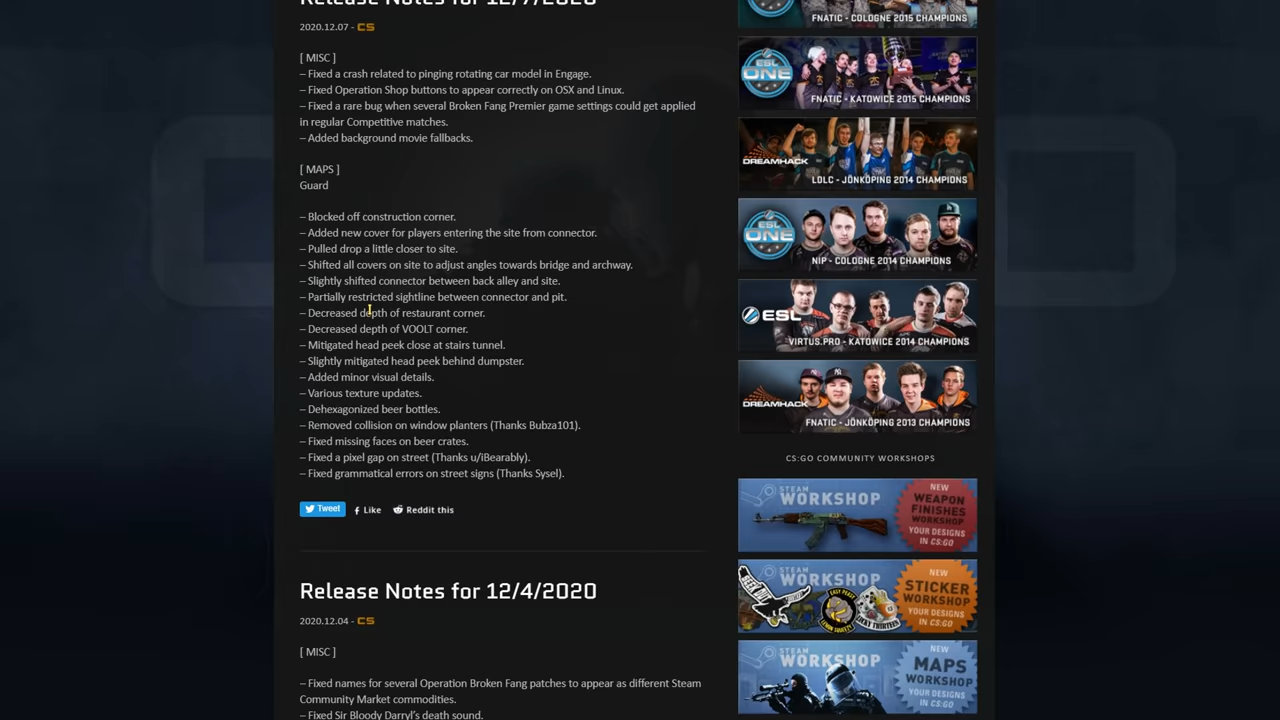 Release Notes for 12/7/2020
2020.12.07 - CS
[ MISC ]
– Fixed a crash related to pinging rotating car model in Engage.
– Fixed Operation Shop buttons to appear correctly on OSX and Linux.
– Fixed a rare bug when several Broken Fang Premier game settings could get applied
in regular Competitive matches.
– Added background movie fallbacks.
[ MAPS ]
Guard
– Blocked off construction corner.
– Added new cover for players entering the site from connector.
– Pulled drop a little closer to site.
– Shifted all covers on site to adjust angles towards bridge and archway.
– Slightly shifted connector between back alley and site.
– Partially restricted sightline between connector and pit.
– Decreased depth of restaurant corner.
– Decreased depth of VOOLT corner.
– Mitigated head peek close at stairs tunnel.
– Slightly mitigated head peek behind dumpster.
– Added minor visual details.
– Various texture updates.
– Dehexagonized beer bottles.
– Removed collision on window planters (Thanks Bubza101).
– Fixed missing faces on beer crates.
– Fixed a pixel gap on street (Thanks u/iBearably).
– Fixed grammatical errors on street signs (Thanks Sysel).
Tweet
Like
Reddit this
Release Notes for 12/4/2020
2020.12.04 - CS
[ MISC ]
– Fixed names for several Operation Broken Fang patches to appear as different Steam
Community Market commodities.
– Fixed Sir Bloody Darryl's death sound.
FNATIC - COLOGNE 2015 CHAMPIONS
ESL
ONE
FNATIC - KATOWICE 2015 CHAMPIONS
DREAMHACK
LDLC - JÖNKÖPING 2014 CHAMPIONS
ESL
ONE
NIP - COLOGNE 2014 CHAMPIONS
ESL
VIRTUS.PRO - KATOWICE 2014 CHAMPIONS
DREAMHACK
FNATIC - JÖNKÖPING 2013 CHAMPIONS
CS:GO COMMUNITY WORKSHOPS
STEAM
WORKSHOP
NEW
WEAPON
FINISHES
WORKSHOP
YOUR DESIGNS
IN CS:GO
STEAM
WORKSHOP
NEW
STICKER
WORKSHOP
YOUR DESIGNS
IN CS:GO
STEAM
WORKSHOP
NEW
MAPS
WORKSHOP
YOUR DESIGNS
IN CS:GO